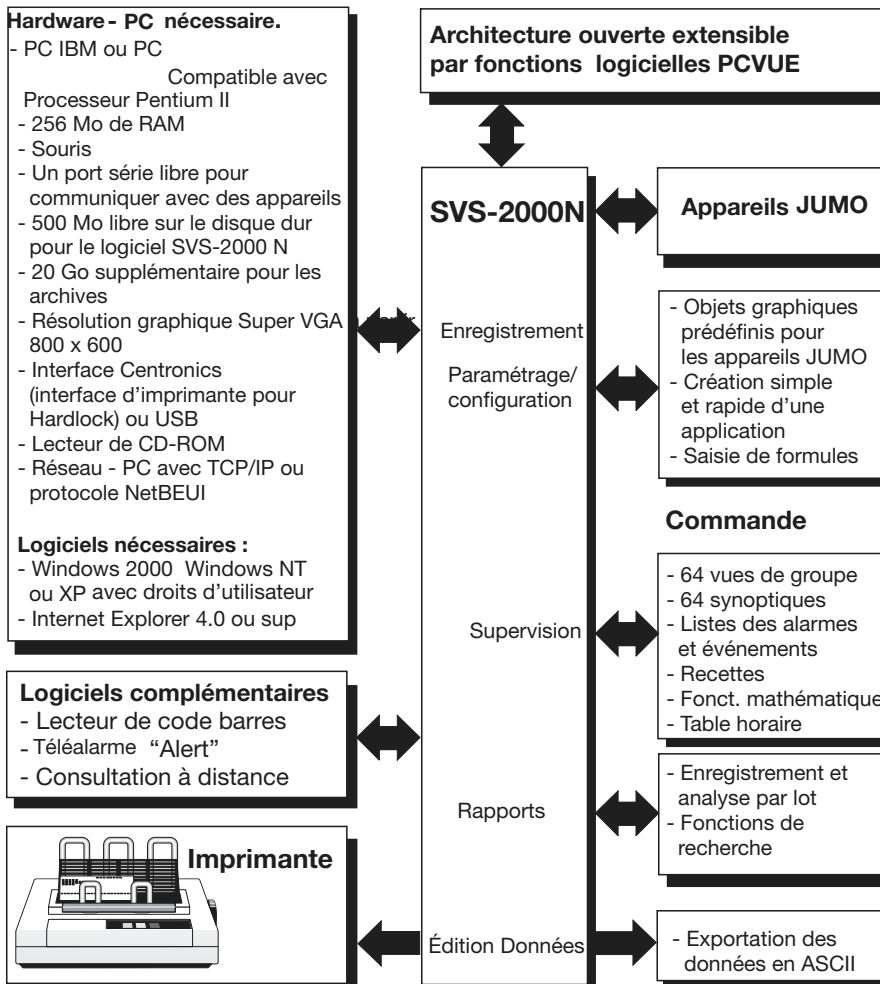 Hardware - PC nécessaire.
- PC IBM ou PC
Compatible avec
Processeur Pentium II
- 256 Mo de RAM
- Souris
- Un port série libre pour
communiquer avec des appareils
- 500 Mo libre sur le disque dur
pour le logiciel SVS-2000 N
- 20 Go supplémentaire pour les
archives
- Résolution graphique Super VGA
800 x 600
- Interface Centronics
(interface d’imprimante pour
Hardlock) ou USB
- Lecteur de CD-ROM
- Réseau - PC avec TCP/IP ou
protocole NetBEUI
Logiciels nécessaires :
- Windows 2000 Windows NT
ou XP avec droits d’utilisateur
- Internet Explorer 4.0 ou sup
Logiciels complémentaires
- Lecteur de code barres
- Téléalarme “Alert”
- Consultation à distance
Imprimante
Architecture ouverte extensible
par fonctions logicielles PCVUE
SVS-2000N
Enregistrement
Paramétrage/
configuration
Supervision
Rapports
Édition Données
Appareils JUMO
- Objets graphiques
prédéfinis pour
les appareils JUMO
- Création simple
et rapide d’une
application
- Saisie de formules
Commande
- 64 vues de groupe
- 64 synoptiques
- Listes des alarmes
et événements
- Recettes
- Fonct. mathématique
- Table horaire
- Enregistrement et
analyse par lot
- Fonctions de
recherche
- Exportation des
données en ASCII